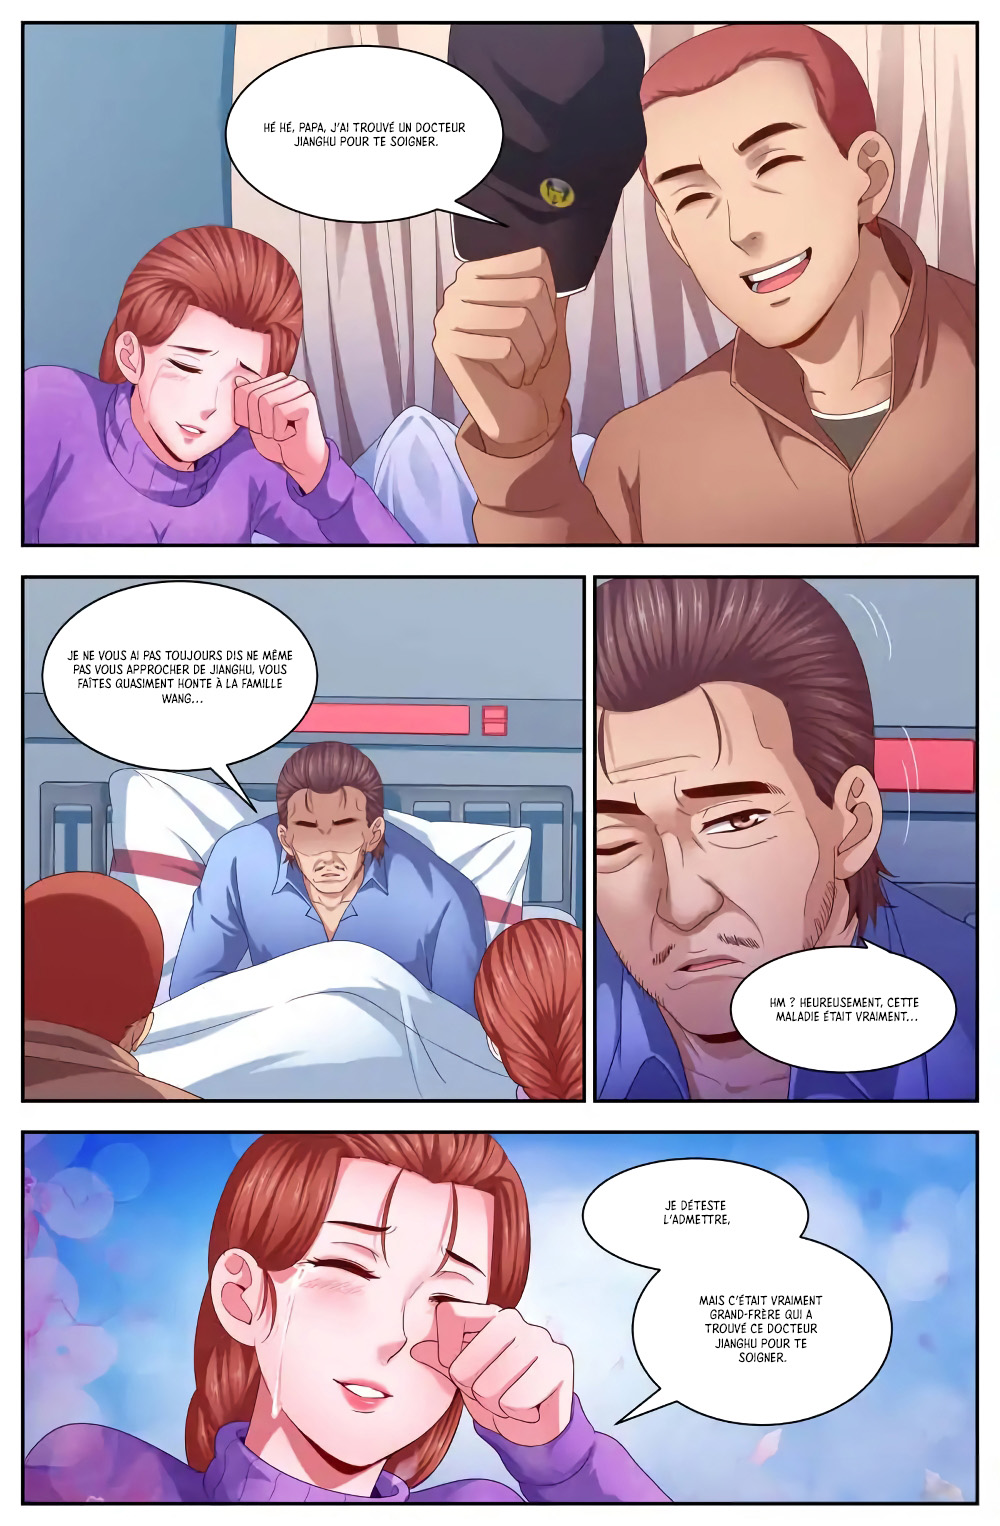 HÉ HÉ, PAPA, J'AI TROUVÉ UN DOCTEUR
JIANGHU POUR TE SOIGNER.
JE NE VOUS AI PAS TOUJOURS DIS NE MÊME
PAS VOUS APPROCHER DE JIANGHU, VOUS
FAÎTES QUASIMENT HONTE À LA FAMILLE
WANG...
HM ? HEUREUSEMENT, CETTE
MALADIE ÉTAIT VRAIMENT...
JE DÉTESTE
L'ADMETTRE,
MAIS C'ÉTAIT VRAIMENT
GRAND-FRÈRE QUI A
TROUVÉ CE DOCTEUR
JIANGHU POUR TE
SOIGNER.